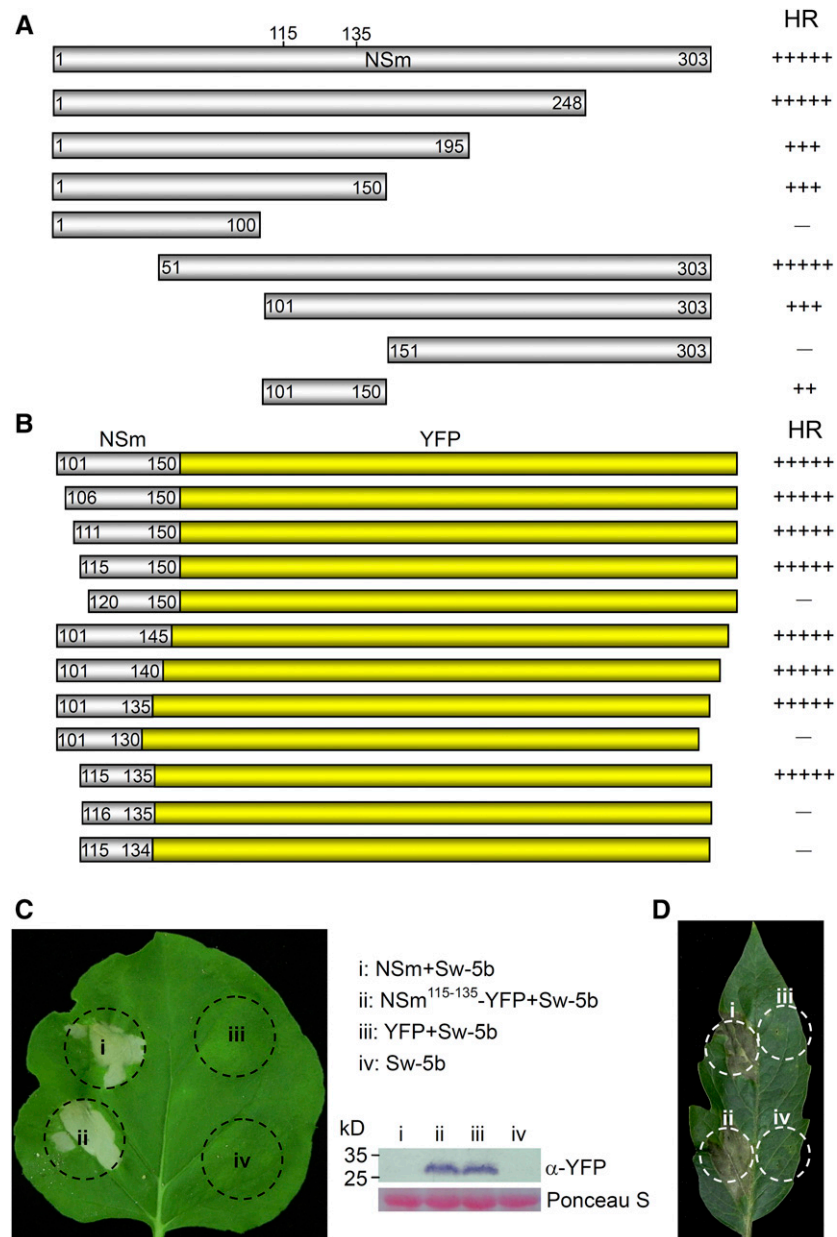 A
HR
115 135
1 NSm 303 +++++
1 248 +++++
1 195 +++
1 150 +++
1 100 —
51 303 +++++
101 303 +++
151 303 —
101 150 ++
B
NSm YFP HR
101 150 +++++
106 150 +++++
111 150 +++++
115 150 +++++
120 150 —
101 145 +++++
101 140 +++++
101 135 +++++
101 130 —
115 135 +++++
116 135 —
115 134 —
C
i
ii
iii
iv
i: NSm+Sw-5b
ii: NSm115-135-YFP+Sw-5b
iii: YFP+Sw-5b
iv: Sw-5b
kD i ii iii iv
35
25
α-YFP
Ponceau S
D
i
ii
iii
iv